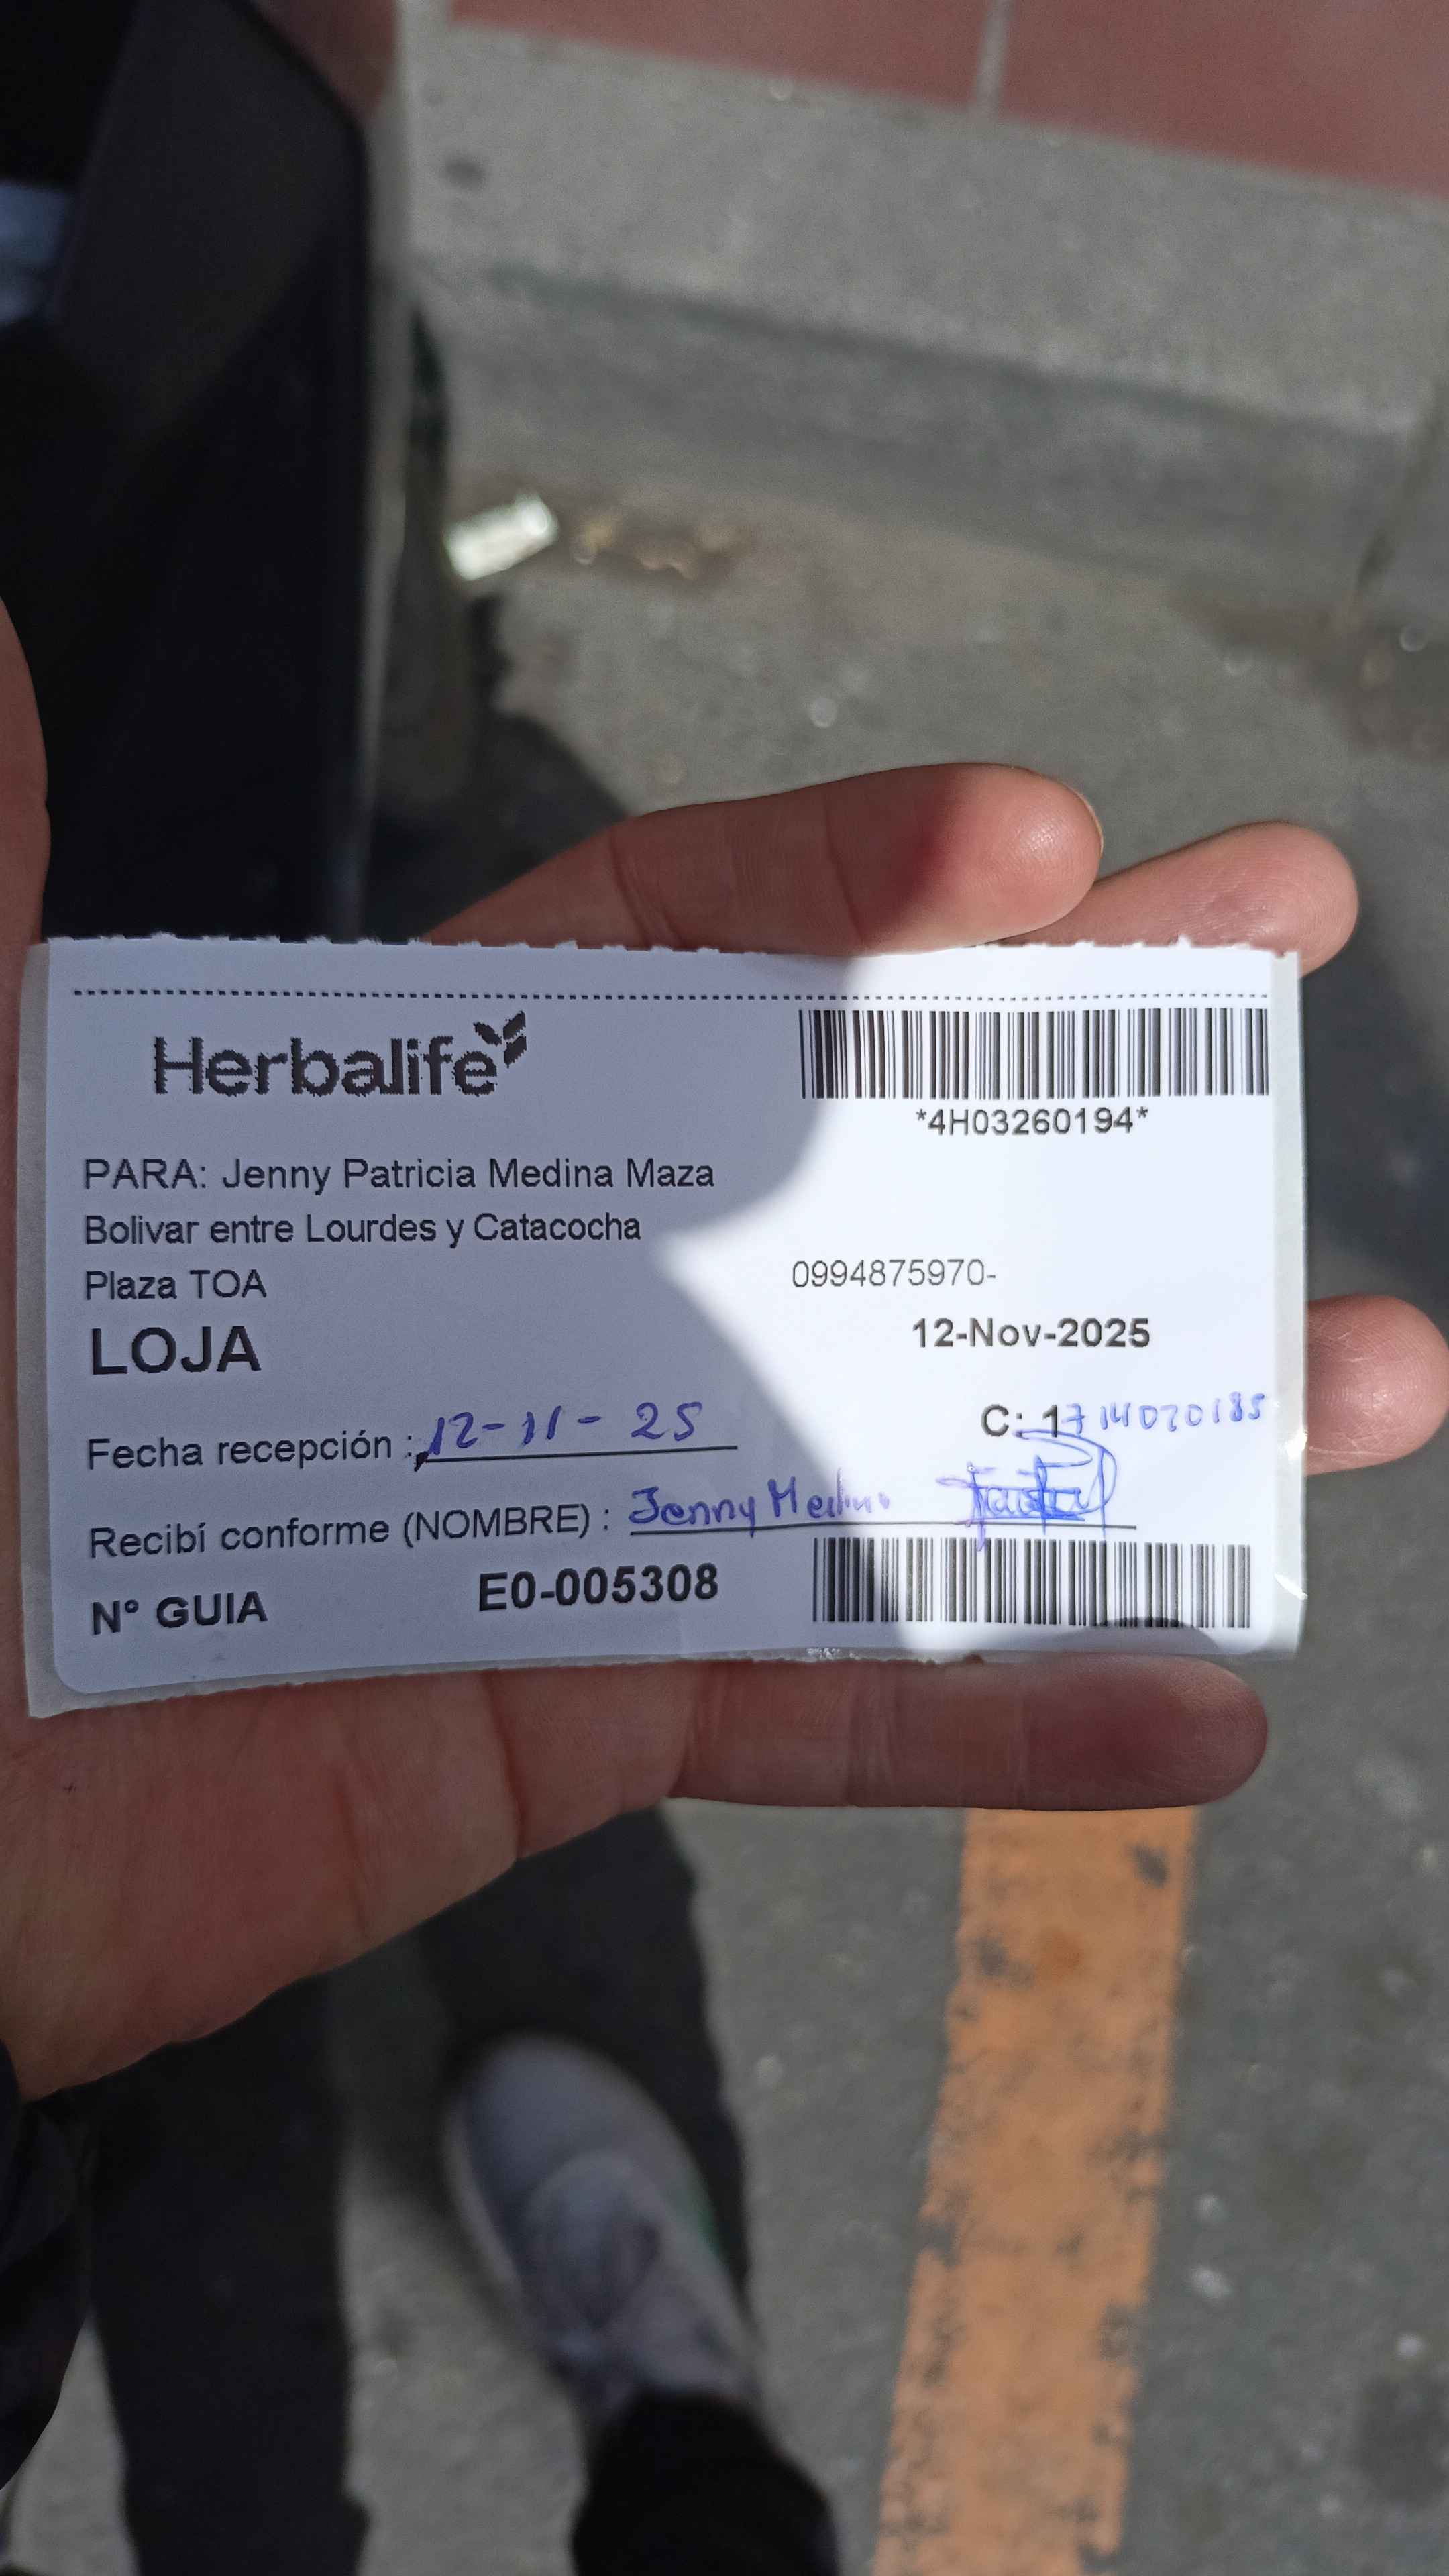 Herbalife
*4H03260194*
PARA: Jenny Patricia Medina Maza
Bolivar entre Lourdes y Catacocha
Plaza TOA
0994875970-
LOJA
12-Nov-2025
Fecha recepción : 12-11-25
C: 1714020185
Recibí conforme (NOMBRE) : Jenny Medina
N° GUIA E0-005308